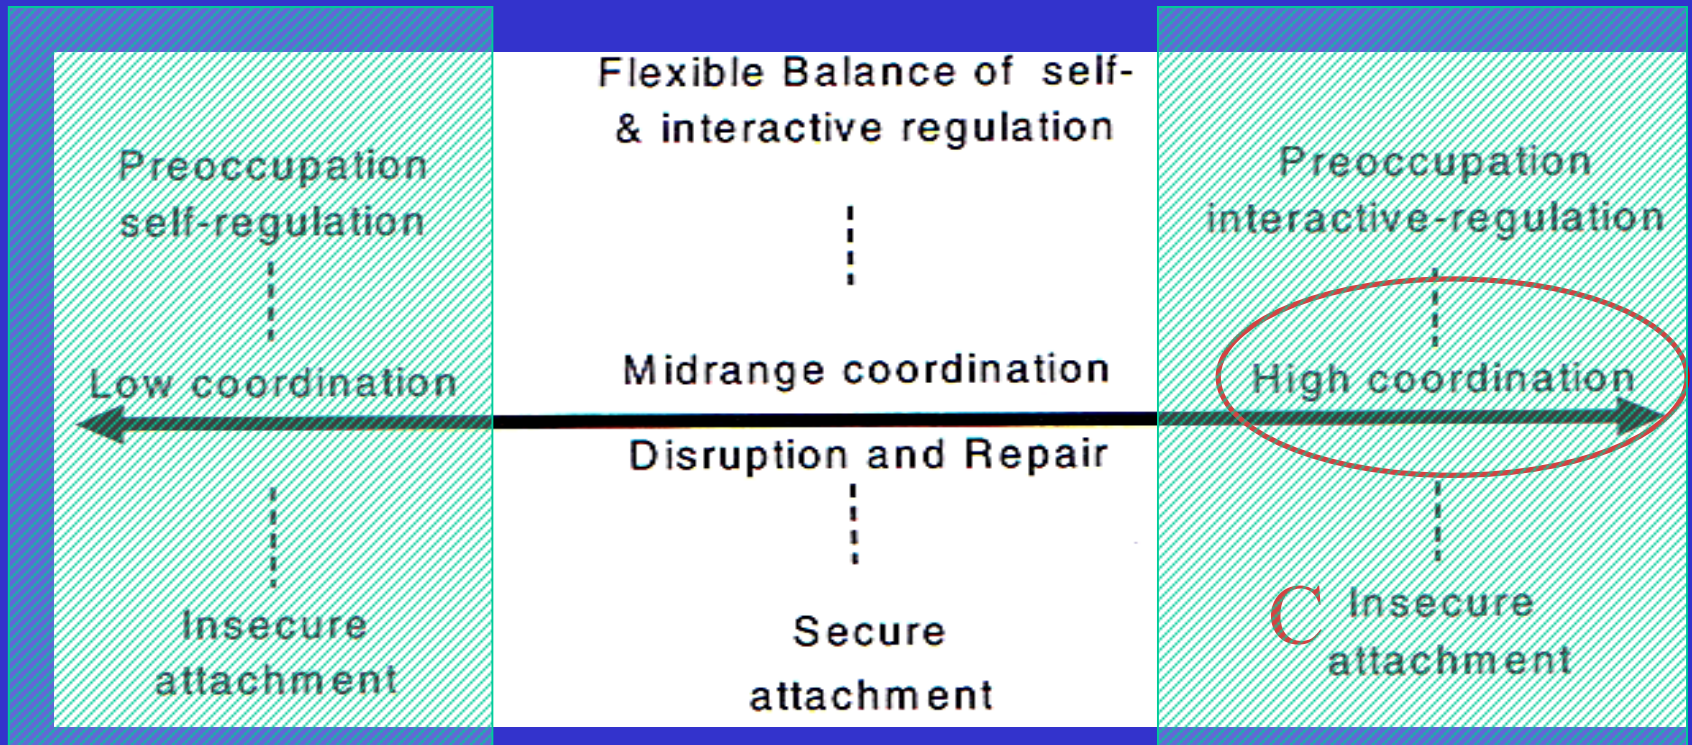 Flexible Balance of self-
& interactive regulation
Preoccupation
self-regulation
Preoccupation
interactive-regulation
Low coordination
Midrange coordination
High coordination
Disruption and Repair
Insecure
attachment
Secure
attachment
C Insecure
attachment